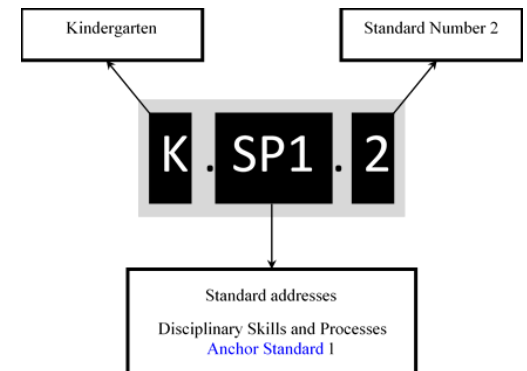 Kindergarten
Standard Number 2
K . SP1 . 2
Standard addresses
Disciplinary Skills and Processes
Anchor Standard 1